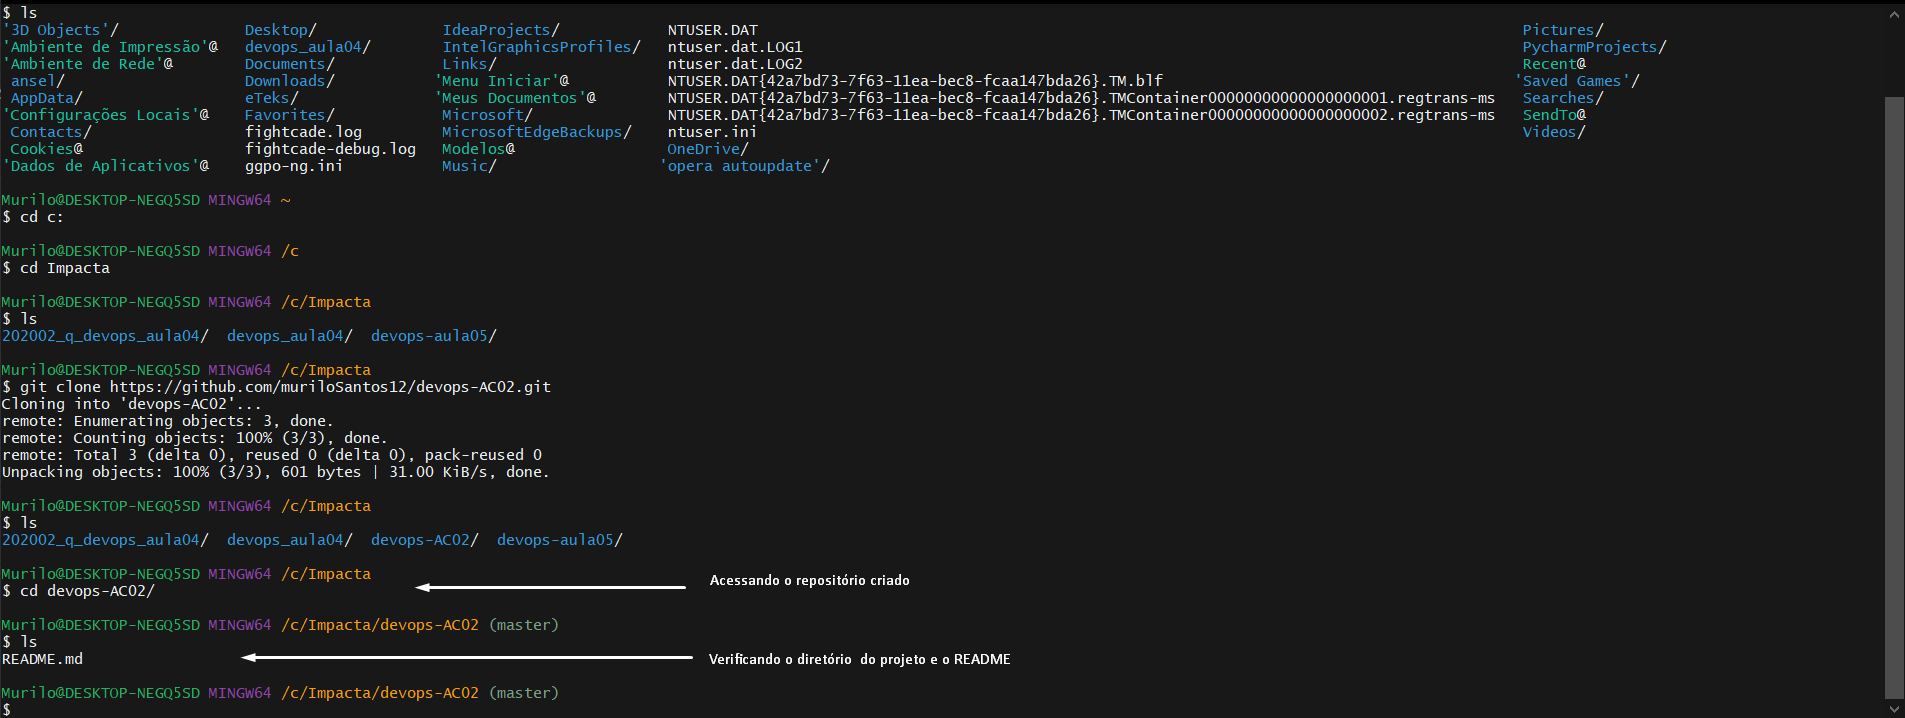 $ ls
'3D Objects'/ Desktop/ IdeaProjects/ NTUSER.DAT Pictures/
'Ambiente de Impressão'@ devops_aula04/ IntelGraphicsProfiles/ ntuser.dat.LOG1 PycharmProjects/
'Ambiente de Rede'@ Documents/ Links/ ntuser.dat.LOG2 Recent@
ansel/ Downloads/ 'Menu Iniciar'@ NTUSER.DAT{42a7bd73-7f63-11ea-bec8-fcaa147bda26}.TM.blf 'Saved Games'/
AppData/ eTeks/ 'Meus Documentos'@ NTUSER.DAT{42a7bd73-7f63-11ea-bec8-fcaa147bda26}.TMContainer00000000000000000001.regtrans-ms Searches/
'Configurações Locais'@ Favorites/ Microsoft/ NTUSER.DAT{42a7bd73-7f63-11ea-bec8-fcaa147bda26}.TMContainer00000000000000000002.regtrans-ms SendTo@
Contacts/ fightcade.log MicrosoftEdgeBackups/ ntuser.ini Videos/
Cookies@ fightcade-debug.log Modelos@ OneDrive/
'Dados de Aplicativos'@ ggpo-ng.ini Music/ 'opera autoupdate'/
Murilo@DESKTOP-NEGQ5SD MINGW64 ~
$ cd c:
Murilo@DESKTOP-NEGQ5SD MINGW64 /c
$ cd Impacta
Murilo@DESKTOP-NEGQ5SD MINGW64 /c/Impacta
$ ls
202002_q_devops_aula04/ devops_aula04/ devops-aula05/
Murilo@DESKTOP-NEGQ5SD MINGW64 /c/Impacta
$ git clone https://github.com/muriloSantos12/devops-AC02.git
Cloning into 'devops-AC02'...
remote: Enumerating objects: 3, done.
remote: Counting objects: 100% (3/3), done.
remote: Total 3 (delta 0), reused 0 (delta 0), pack-reused 0
Unpacking objects: 100% (3/3), 601 bytes | 31.00 KiB/s, done.
Murilo@DESKTOP-NEGQ5SD MINGW64 /c/Impacta
$ ls
202002_q_devops_aula04/ devops_aula04/ devops-AC02/ devops-aula05/
Murilo@DESKTOP-NEGQ5SD MINGW64 /c/Impacta
Acessando o repositório criado
$ cd devops-AC02/
Murilo@DESKTOP-NEGQ5SD MINGW64 /c/Impacta/devops-AC02 (master)
$ ls
README.md
Verificando o diretório do projeto e o README
Murilo@DESKTOP-NEGQ5SD MINGW64 /c/Impacta/devops-AC02 (master)
$